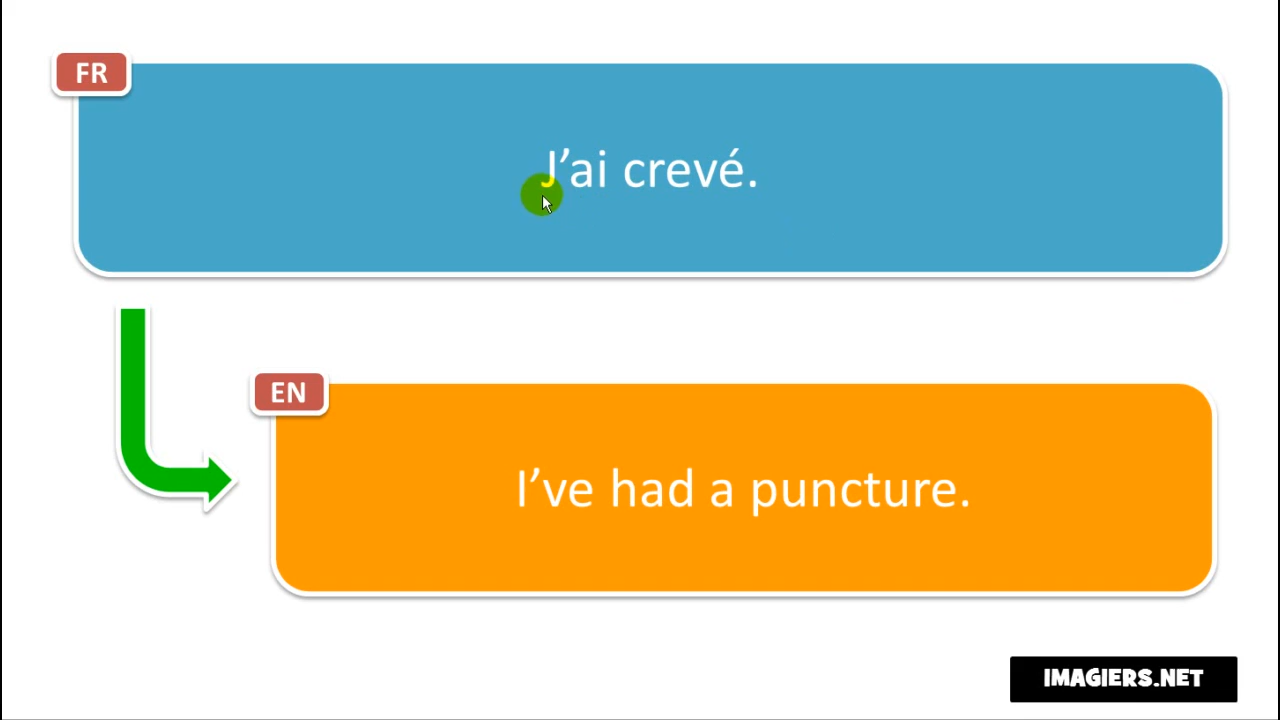 FR
J’ai crevé.
EN
I’ve had a puncture.
IMAGIERS.NET